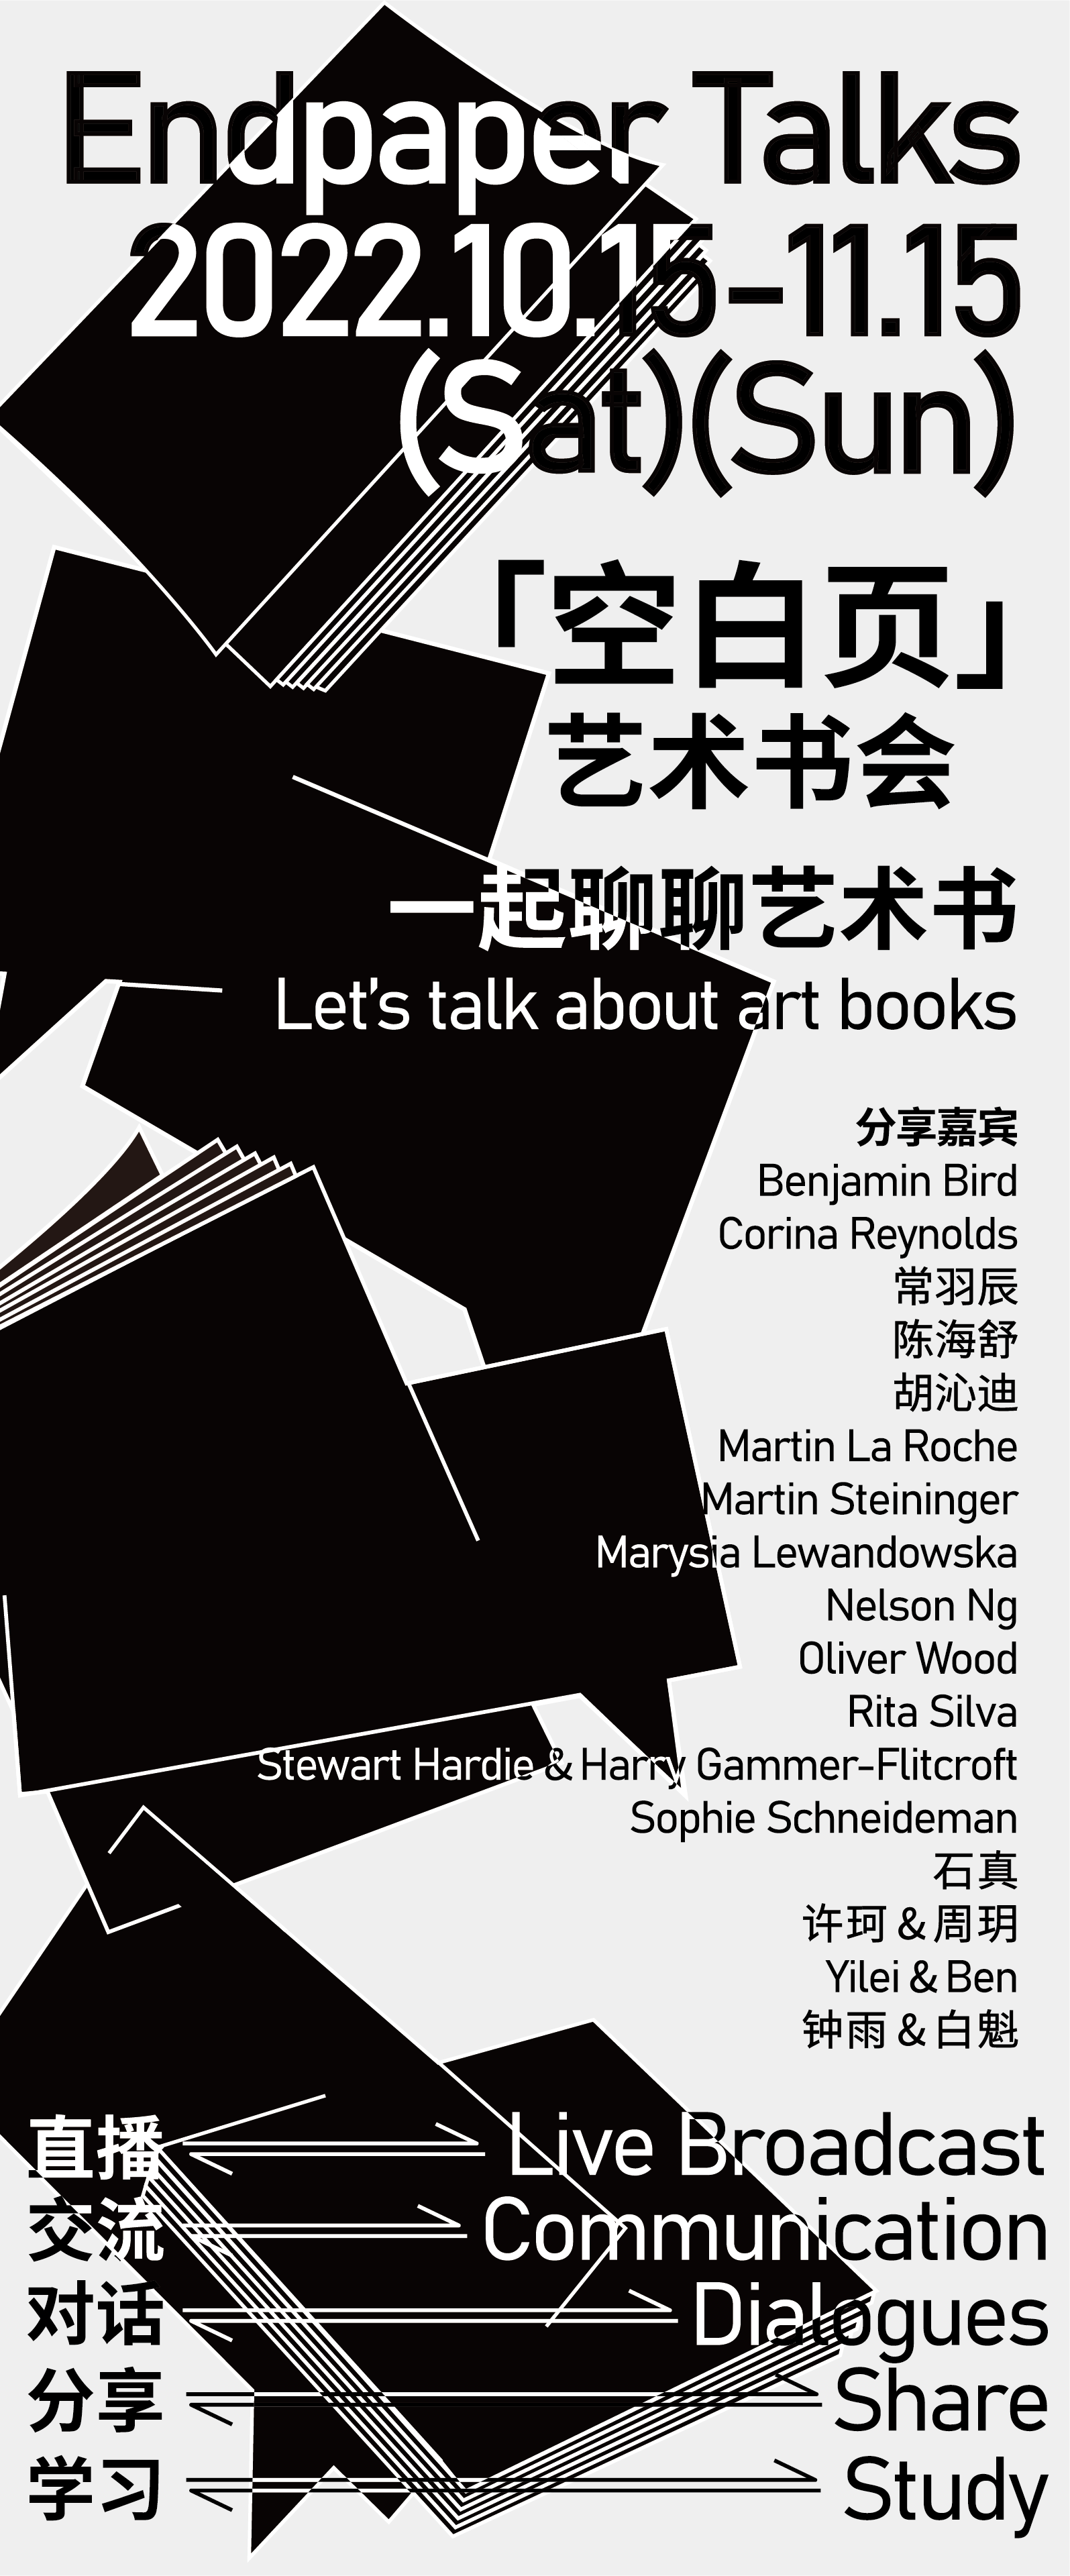 Endpaper Talks
2022.10.15-11.15
(Sat)(Sun)
「空白页」
艺术书会
一起聊聊艺术书
Let's talk about art books
分享嘉宾
Benjamin Bird
Corina Reynolds
常羽辰
陈海舒
胡沁迪
Martin La Roche
Martin Steininger
Marysia Lewandowska
Nelson Ng
Oliver Wood
Rita Silva
Stewart Hardie & Harry Gammer-Flitcroft
Sophie Schneideman
石真
许珂 & 周玥
Yilei & Ben
钟雨 & 白魁
直播 Live Broadcast
交流 Communication
对话 Dialogues
分享 Share
学习 Study